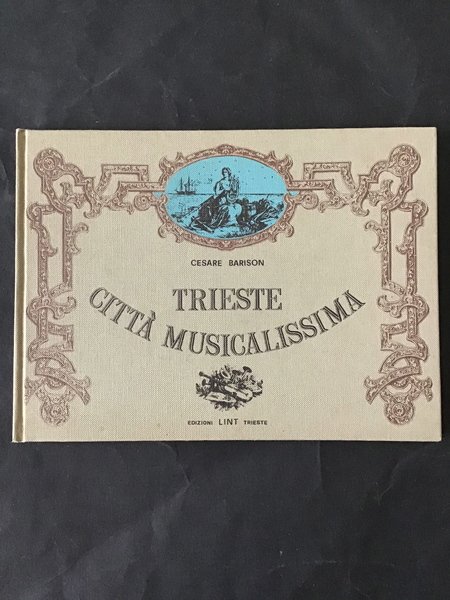 CESARE BARISON
TRIESTE
CITTÀ MUSICALISSIMA
EDIZIONI LINT TRIESTE